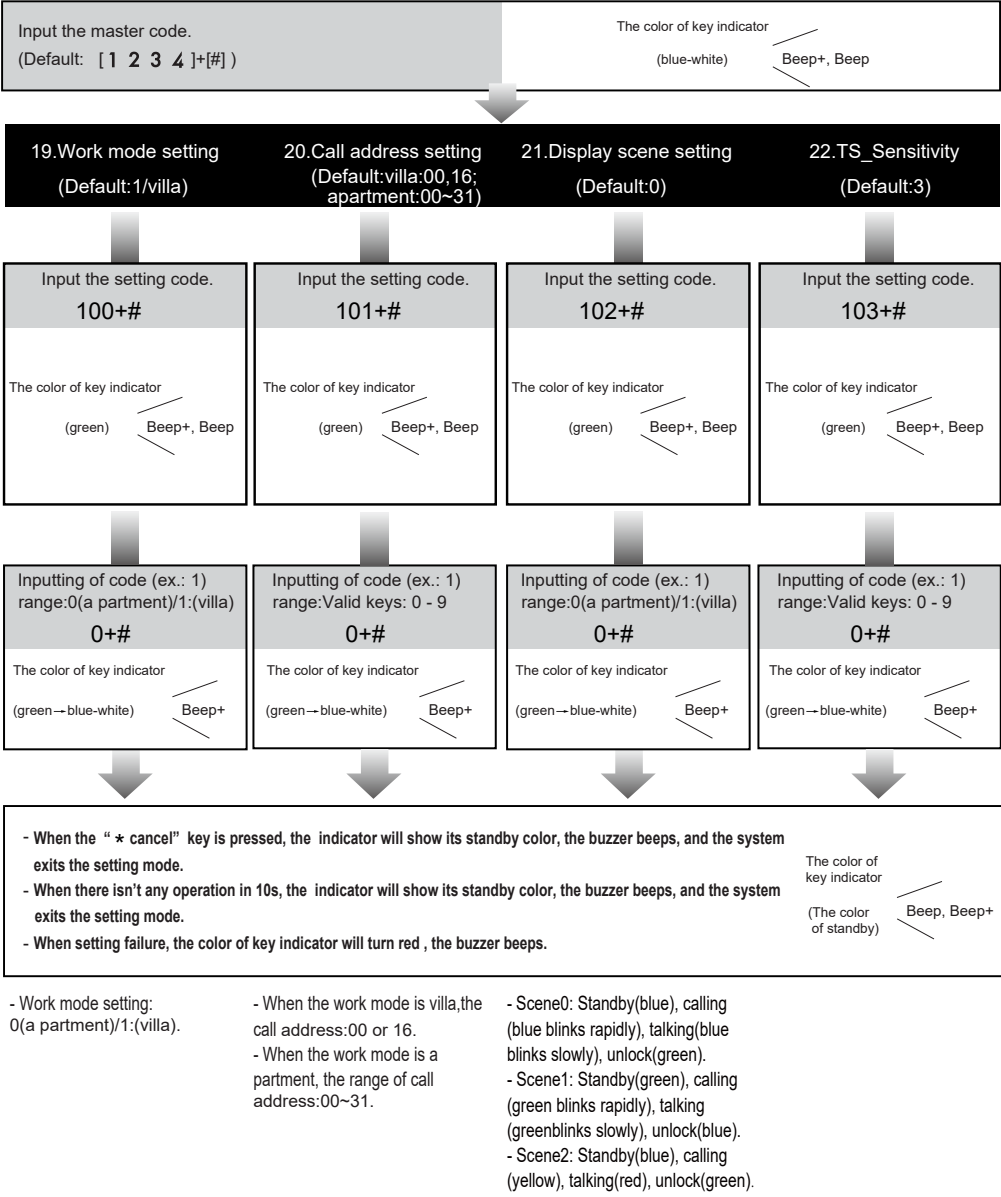 Input the master code.
(Default: [ 1 2 3 4 ]+[#] )
The color of key indicator
(blue-white) Beep+, Beep
19.Work mode setting
(Default:1/villa)
20.Call address setting
(Default:villa:00,16;
apartment:00~31)
21.Display scene setting
(Default:0)
22.TS_Sensitivity
(Default:3)
Input the setting code.
100+#
The color of key indicator
(green) Beep+, Beep
Input the setting code.
101+#
The color of key indicator
(green) Beep+, Beep
Input the setting code.
102+#
The color of key indicator
(green) Beep+, Beep
Input the setting code.
103+#
The color of key indicator
(green) Beep+, Beep
Inputting of code (ex.: 1)
range:0(a partment)/1:(villa)
0+#
The color of key indicator
(green→blue-white) Beep+
Inputting of code (ex.: 1)
range:Valid keys: 0 - 9
0+#
The color of key indicator
(green→blue-white) Beep+
Inputting of code (ex.: 1)
range:0(a partment)/1:(villa)
0+#
The color of key indicator
(green→blue-white) Beep+
Inputting of code (ex.: 1)
range:Valid keys: 0 - 9
0+#
The color of key indicator
(green→blue-white) Beep+
- When the “ * cancel” key is pressed, the indicator will show its standby color, the buzzer beeps, and the system
exits the setting mode.
- When there isn’t any operation in 10s, the indicator will show its standby color, the buzzer beeps, and the system
exits the setting mode.
- When setting failure, the color of key indicator will turn red , the buzzer beeps.
The color of
key indicator
(The color
of standby)
Beep, Beep+
- Work mode setting:
0(a partment)/1:(villa).
- When the work mode is villa,the
call address:00 or 16.
- When the work mode is a
partment, the range of call
address:00~31.
- Scene0: Standby(blue), calling
(blue blinks rapidly), talking(blue
blinks slowly), unlock(green).
- Scene1: Standby(green), calling
(green blinks rapidly), talking
(greenblinks slowly), unlock(blue).
- Scene2: Standby(blue), calling
(yellow), talking(red), unlock(green).